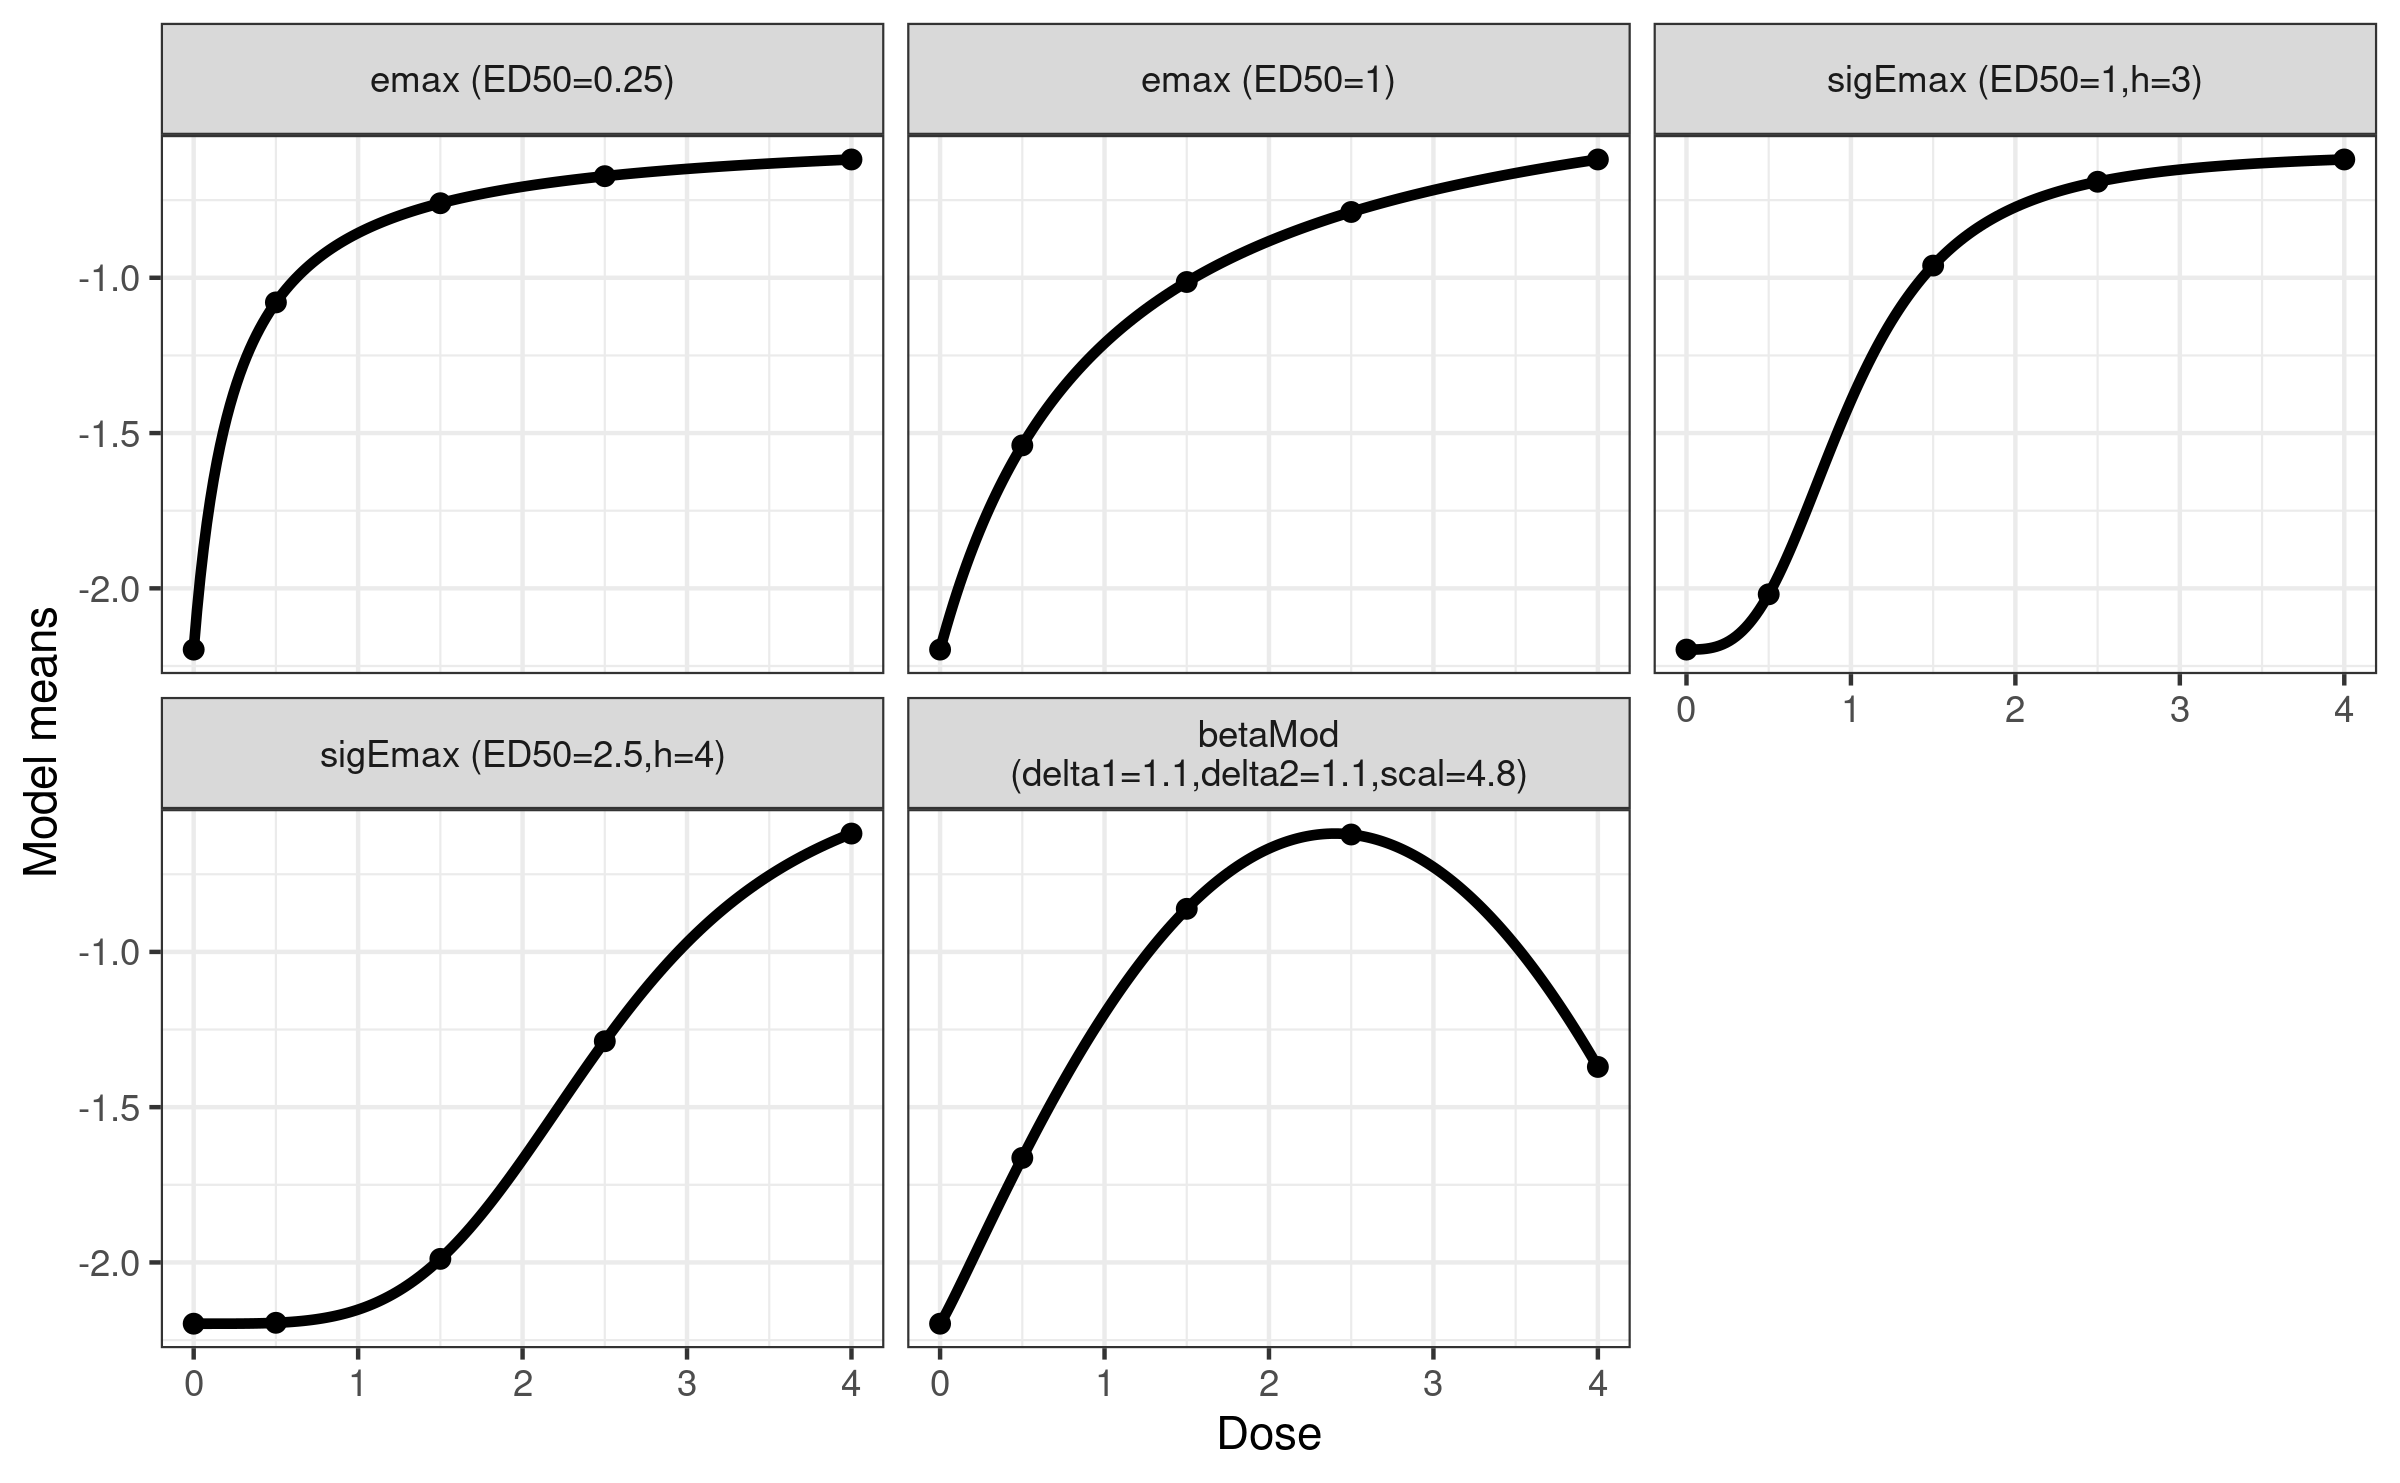 emax (ED50=0.25)
emax (ED50=1)
sigEmax (ED50=1,h=3)
-1.0
-1.5
-2.0
0 1 2 3 4
Model means
sigEmax (ED50=2.5,h=4)
betaMod
(delta1=1.1,delta2=1.1,scal=4.8)
-1.0
-1.5
-2.0
0 1 2 3 4
0 1 2 3 4
Dose